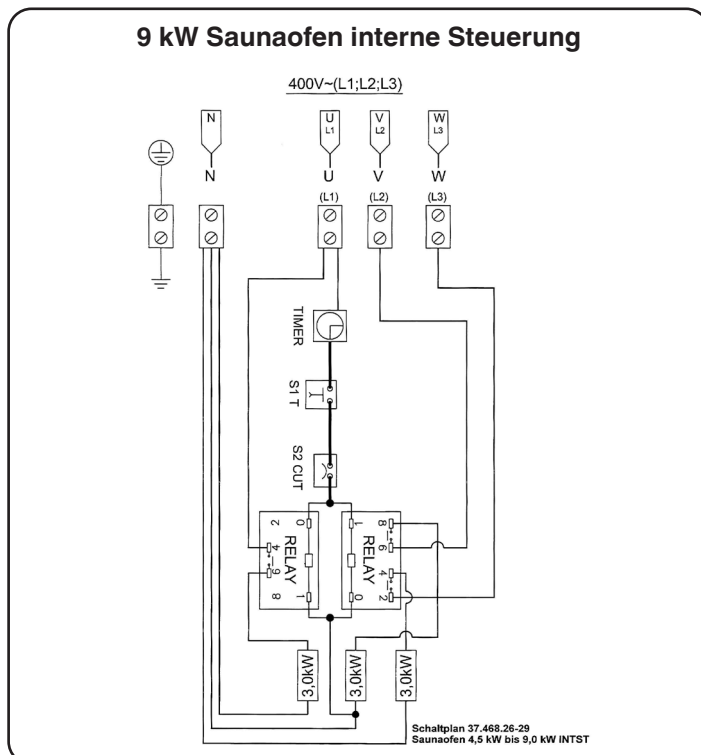 9 kW Saunaofen interne Steuerung
400V~(L1;L2;L3)
N
U
L1
V
L2
W
L3
N
U
V
W
(L1)
(L2)
(L3)
TIMER
S1 T
S2 CUT
2
0
4
6
8
1
RELAY
1
8
6
4
2
0
RELAY
3,0kW
3,0kW
3,0kW
Schaltplan 37.468.26-29
Saunaofen 4,5 kW bis 9,0 kW INTST